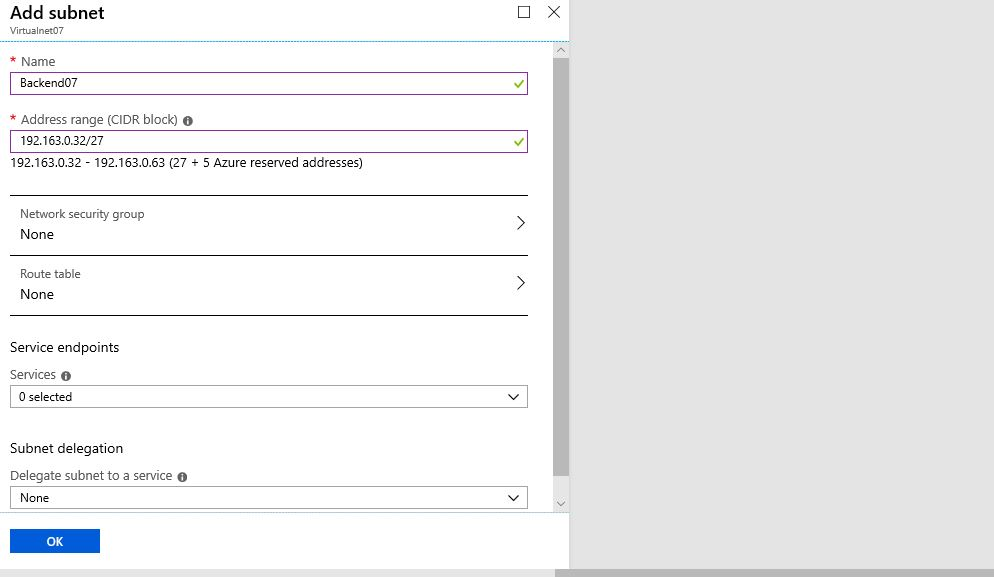 Add subnet
Virtualnet07
* Name
Backend07
* Address range (CIDR block)
192.163.0.32/27
192.163.0.32 - 192.163.0.63 (27 + 5 Azure reserved addresses)
Network security group
None
Route table
None
Service endpoints
Services
0 selected
Subnet delegation
Delegate subnet to a service
None
OK